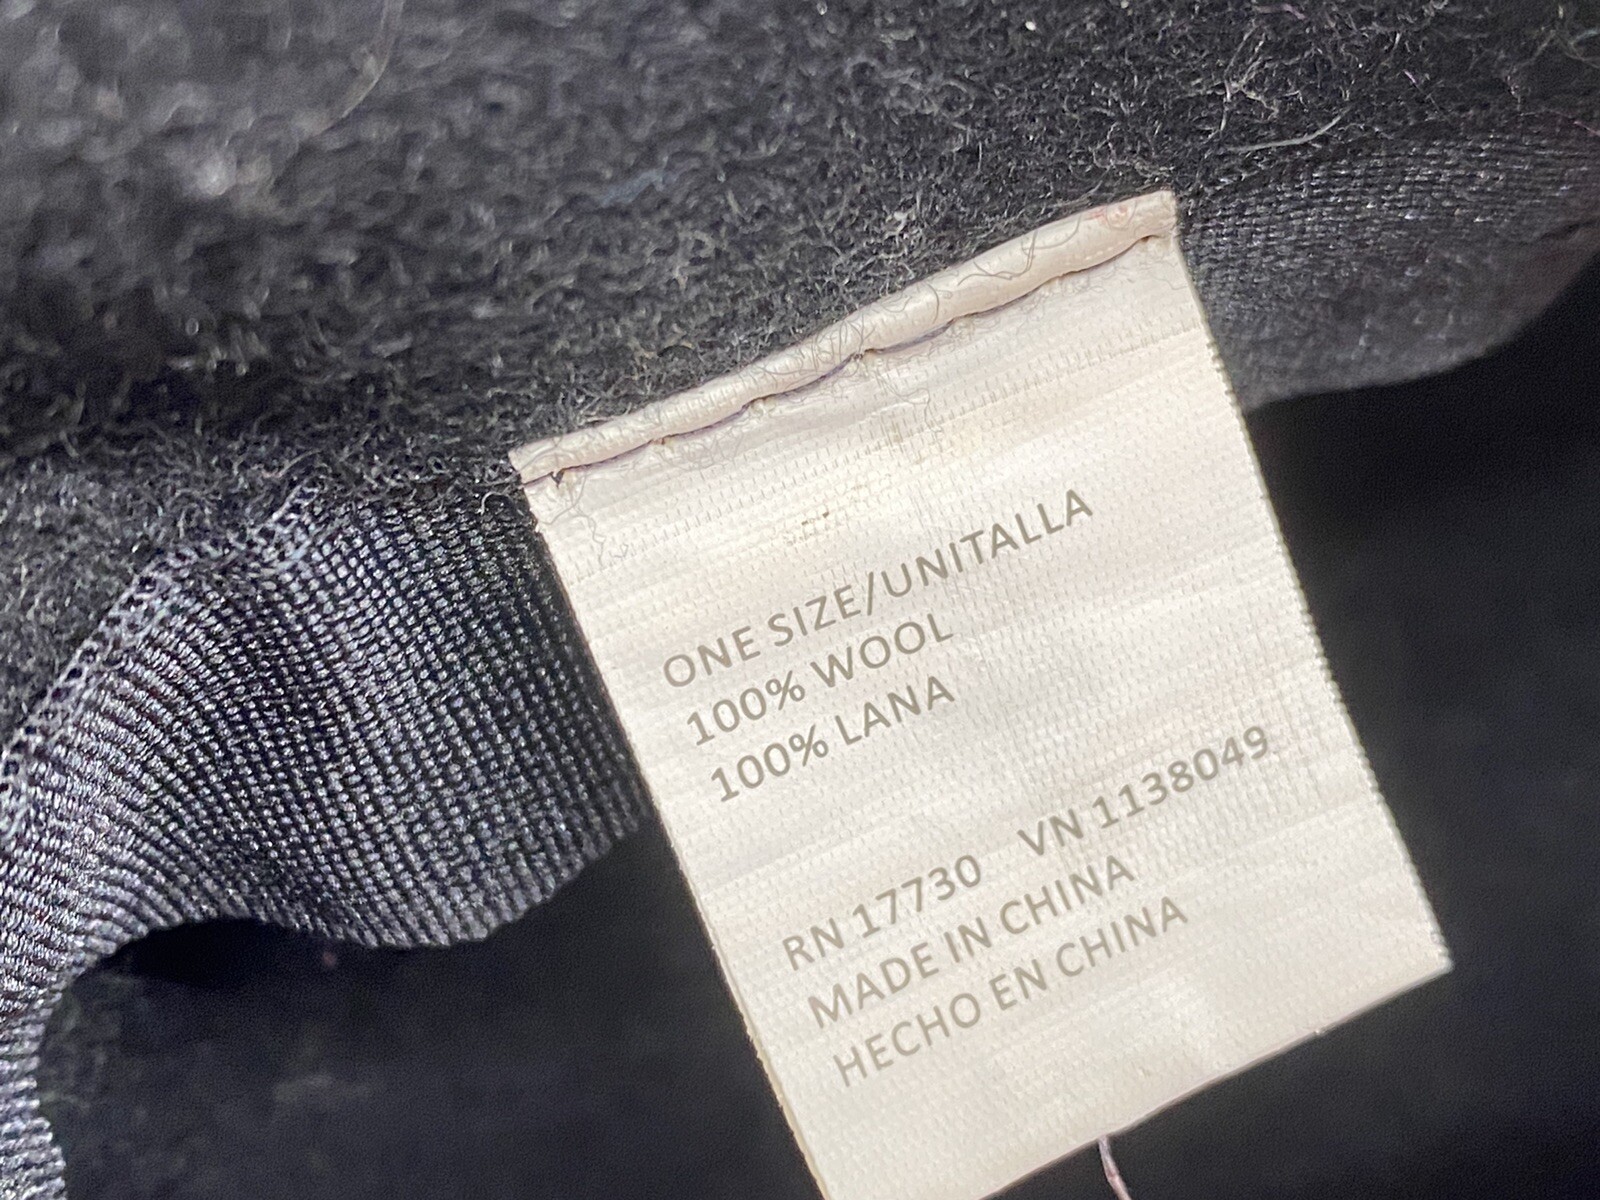 ONE SIZE/UNITALLA
100% WOOL
100% LANA
RN 17730 VN 1138049
MADE IN CHINA
HECHO EN CHINA